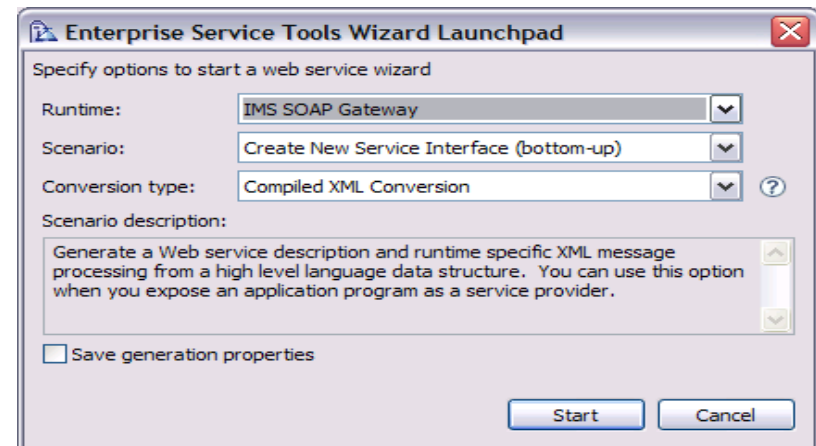 Enterprise Service Tools Wizard Launchpad
Specify options to start a web service wizard
Runtime: IMS SOAP Gateway
Scenario: Create New Service Interface (bottom-up)
Conversion type: Compiled XML Conversion ?
Scenario description:
Generate a Web service description and runtime specific XML message
processing from a high level language data structure.  You can use this option
when you expose an application program as a service provider.
Save generation properties
Start Cancel